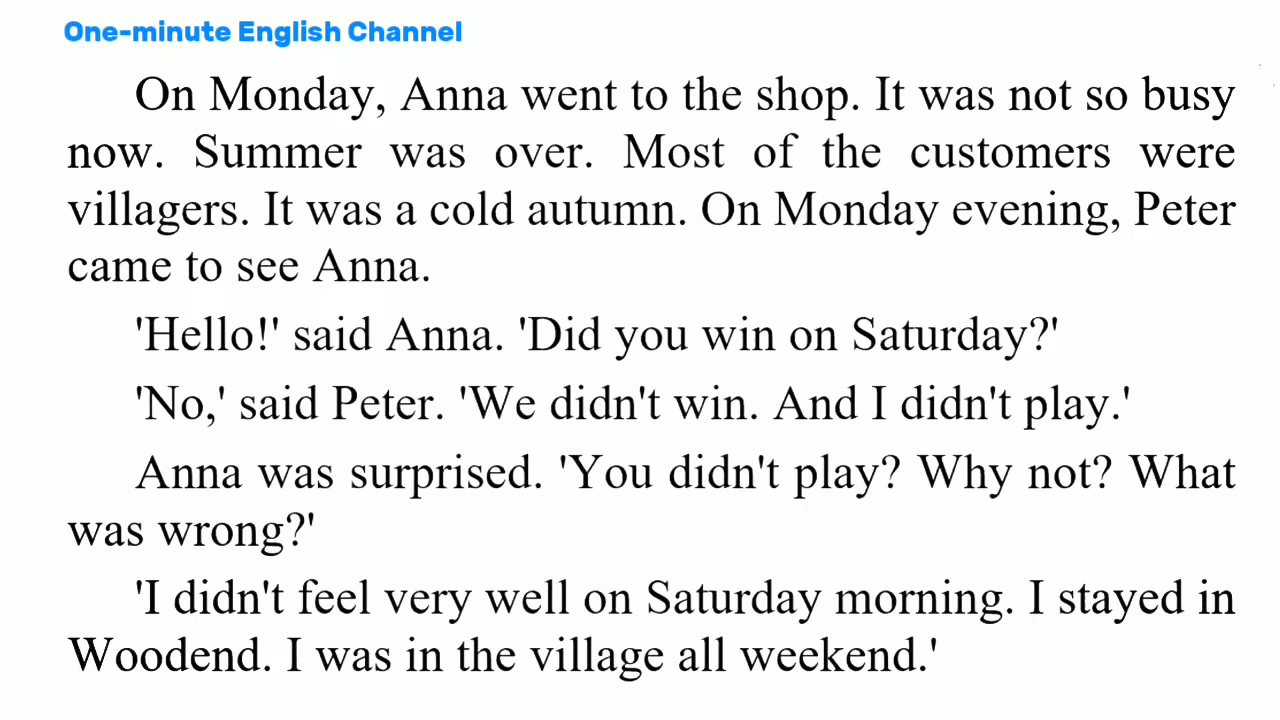 One-minute English Channel
On Monday, Anna went to the shop. It was not so busy
now. Summer was over. Most of the customers were
villagers. It was a cold autumn. On Monday evening, Peter
came to see Anna.
'Hello!' said Anna. 'Did you win on Saturday?'
'No,' said Peter. 'We didn't win. And I didn't play.'
Anna was surprised. 'You didn't play? Why not? What
was wrong?'
'I didn't feel very well on Saturday morning. I stayed in
Woodend. I was in the village all weekend.'